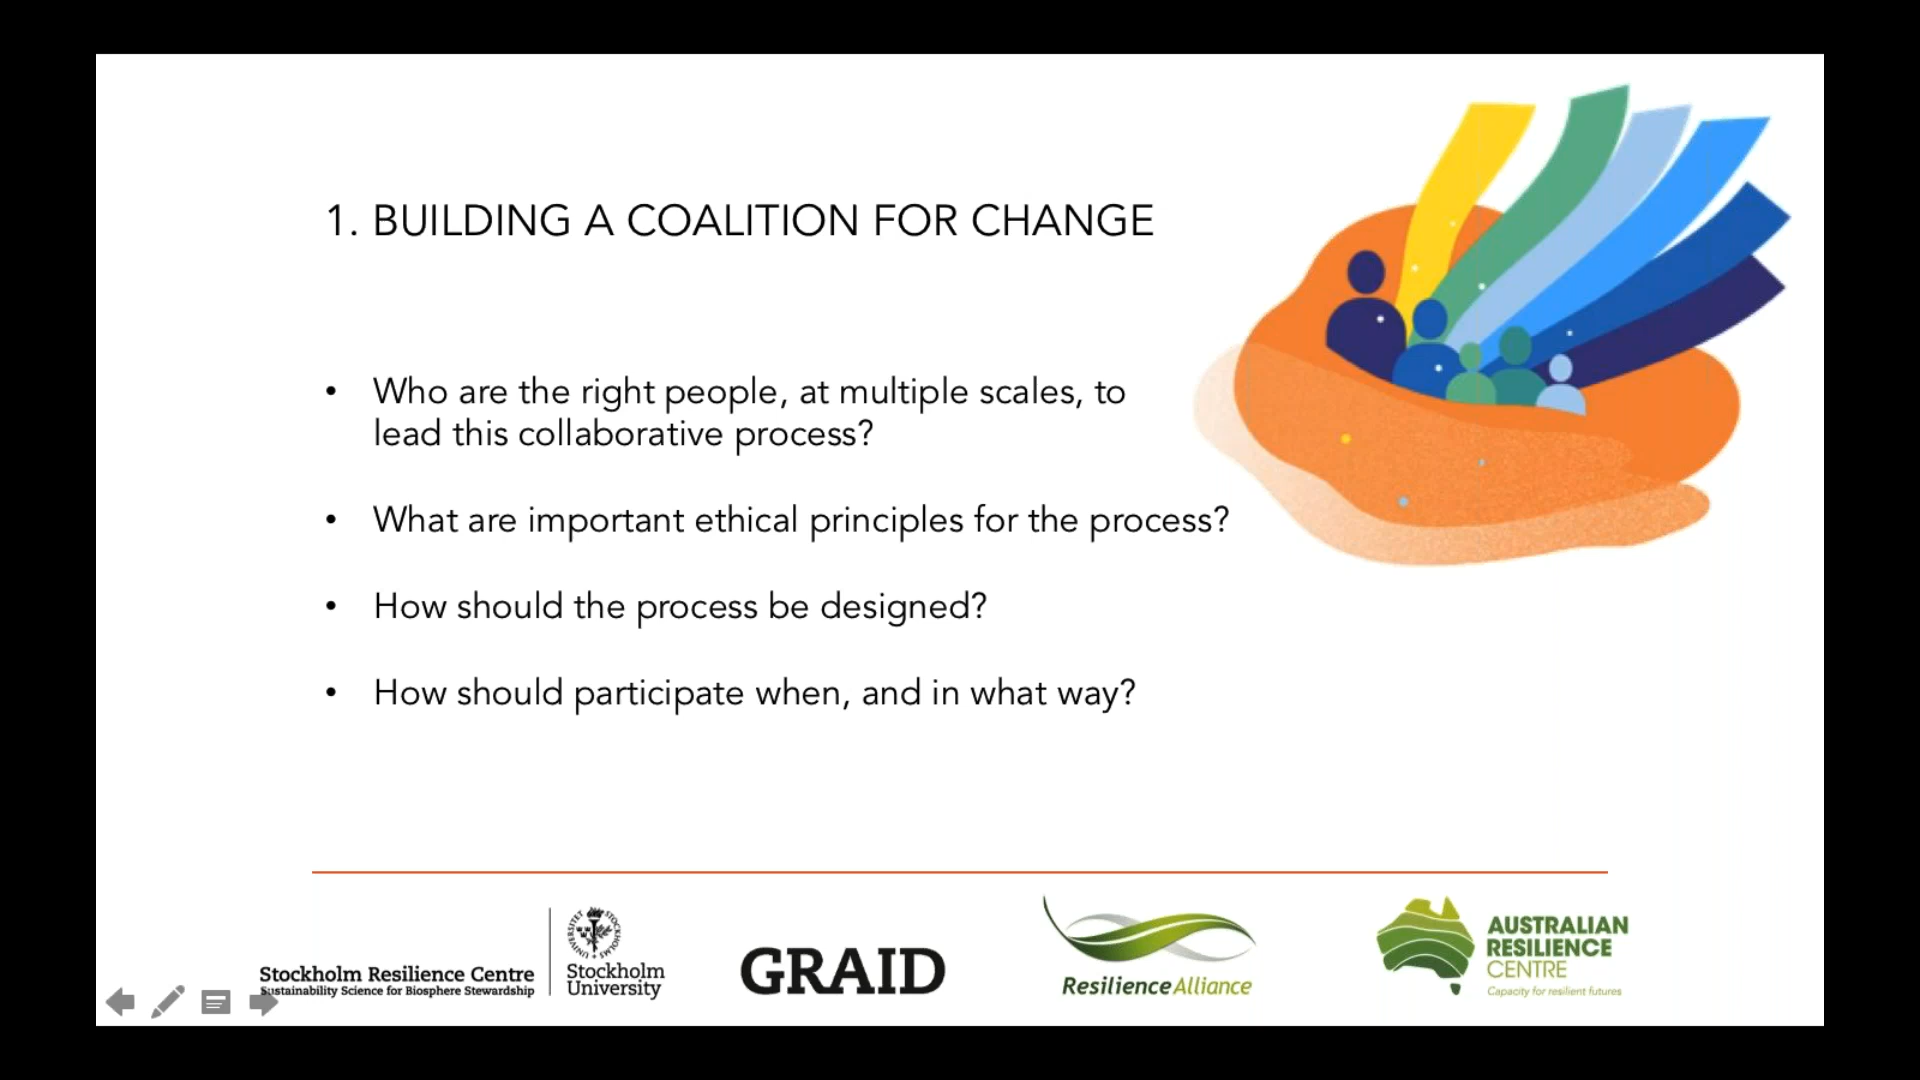 1. BUILDING A COALITION FOR CHANGE
• Who are the right people, at multiple scales, to
lead this collaborative process?
• What are important ethical principles for the process?
• How should the process be designed?
• How should participate when, and in what way?
Stockholm Resilience Centre
Sustainability Science for Biosphere Stewardship
Stockholm
University
GRAID
ResilienceAlliance
AUSTRALIAN
RESILIENCE
CENTRE
Capacity for resilient futures